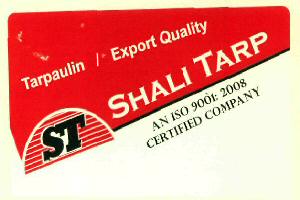 Tarpaulin / Export Quality
SHALI TARP
ST
AN ISO 9001: 2008
CERTIFIED COMPANY